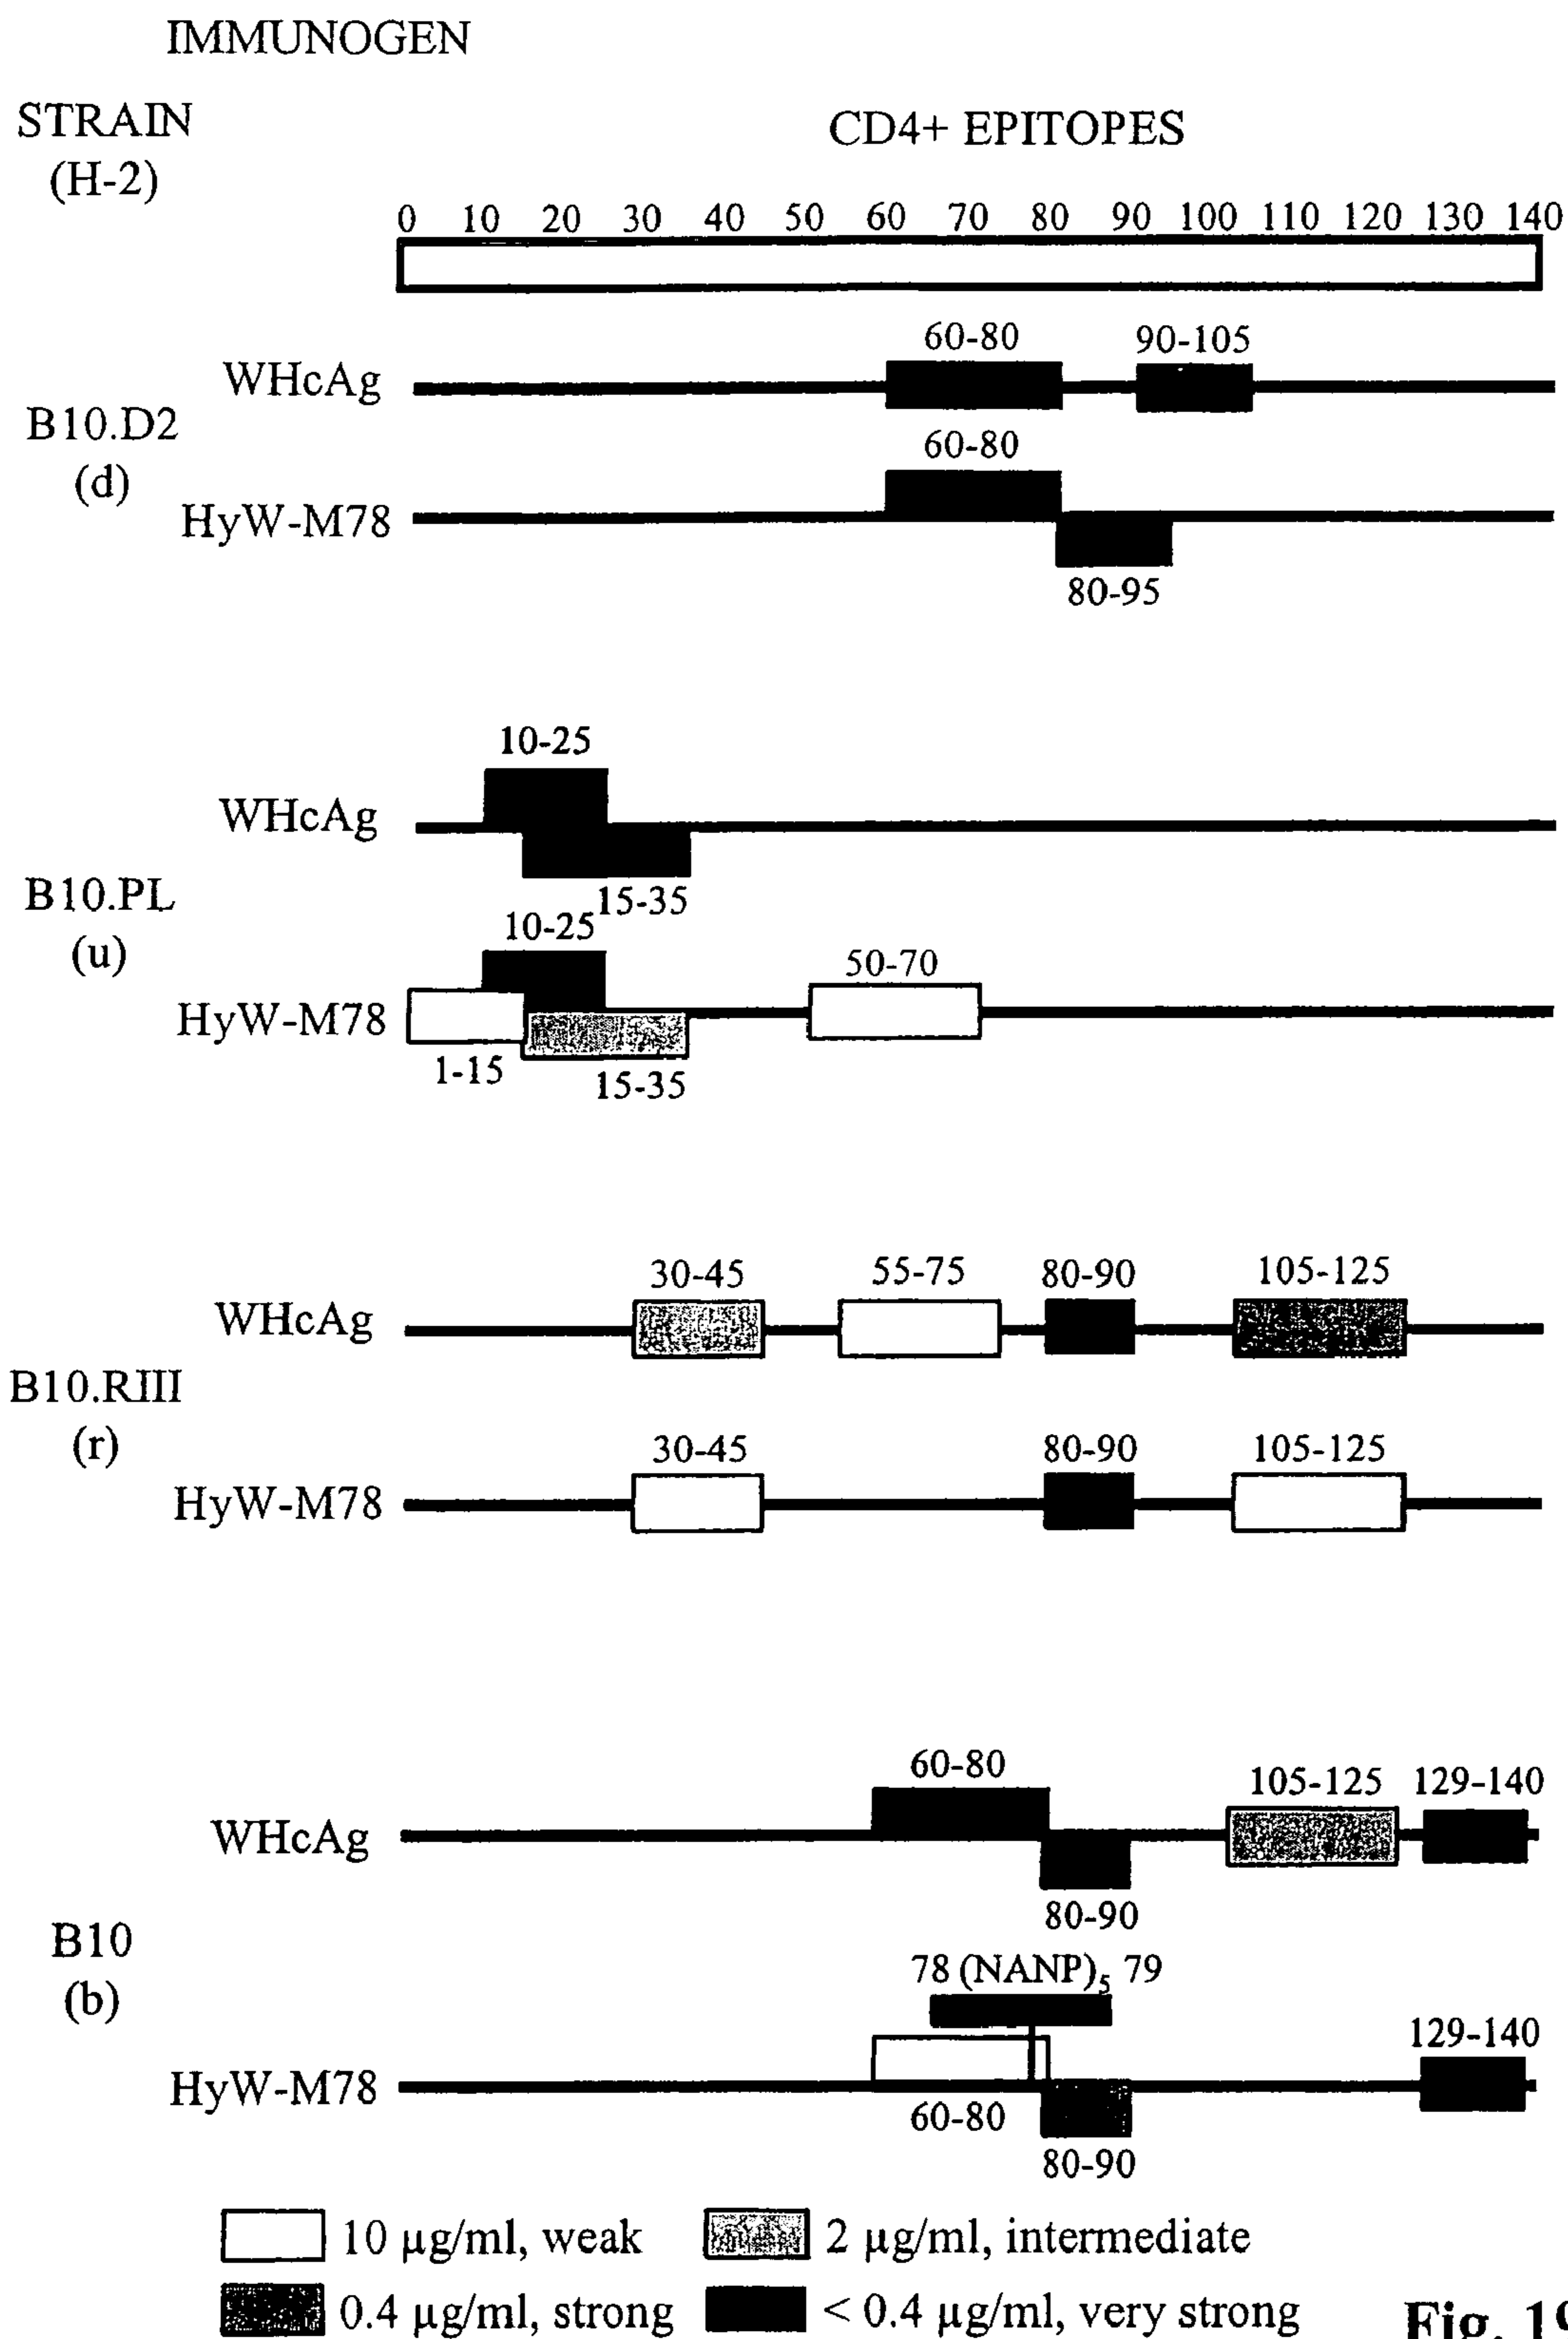 IMMUNOGEN
STRAIN
(H-2)
CD4+ EPITOPES
0 10 20 30 40 50 60 70 80 90 100 110 120 130 140
60-80 90-105
WHcAg
B10.D2
(d)
60-80
HyW-M78
80-95
10-25
WHcAg
15-35
B10.PL
(u)
10-25
50-70
HyW-M78
1-15
15-35
30-45 55-75 80-90 105-125
WHcAg
B10.RIII
(r)
30-45 80-90 105-125
HyW-M78
60-80 105-125 129-140
WHcAg
80-90
B10
(b)
78 (NANP)5 79
129-140
HyW-M78
60-80
80-90
10 µg/ml, weak 2 µg/ml, intermediate
0.4 µg/ml, strong < 0.4 µg/ml, very strong
Fig. 19